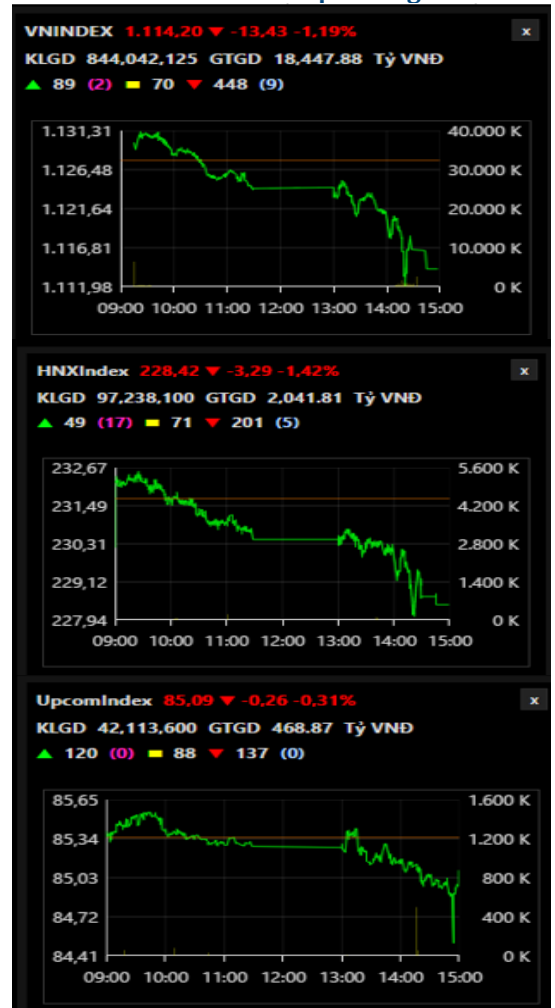 VNINDEX 1.114,20 ▼ -13,43 -1,19% x
KLGD 844,042,125 GTGD 18,447.88 Tỷ VNĐ
▲ 89 (2) 70 ▼ 448 (9)
1.131,31 40.000 K
1.126,48 30.000 K
1.121,64 20.000 K
1.116,81 10.000 K
1.111,98 0 K
09:00 10:00 11:00 12:00 13:00 14:00 15:00
HNXIndex 228,42 ▼ -3,29 -1,42% x
KLGD 97,238,100 GTGD 2,041.81 Tỷ VNĐ
▲ 49 (17) 71 ▼ 201 (5)
232,67 5.600 K
231,49 4.200 K
230,31 2.800 K
229,12 1.400 K
227,94 0 K
09:00 10:00 11:00 12:00 13:00 14:00 15:00
UpcomIndex 85,09 ▼ -0,26 -0,31% x
KLGD 42,113,600 GTGD 468.87 Tỷ VNĐ
▲ 120 (0) 88 ▼ 137 (0)
85,65 1.600 K
85,34 1.200 K
85,03 800 K
84,72 400 K
84,41 0 K
09:00 10:00 11:00 12:00 13:00 14:00 15:00